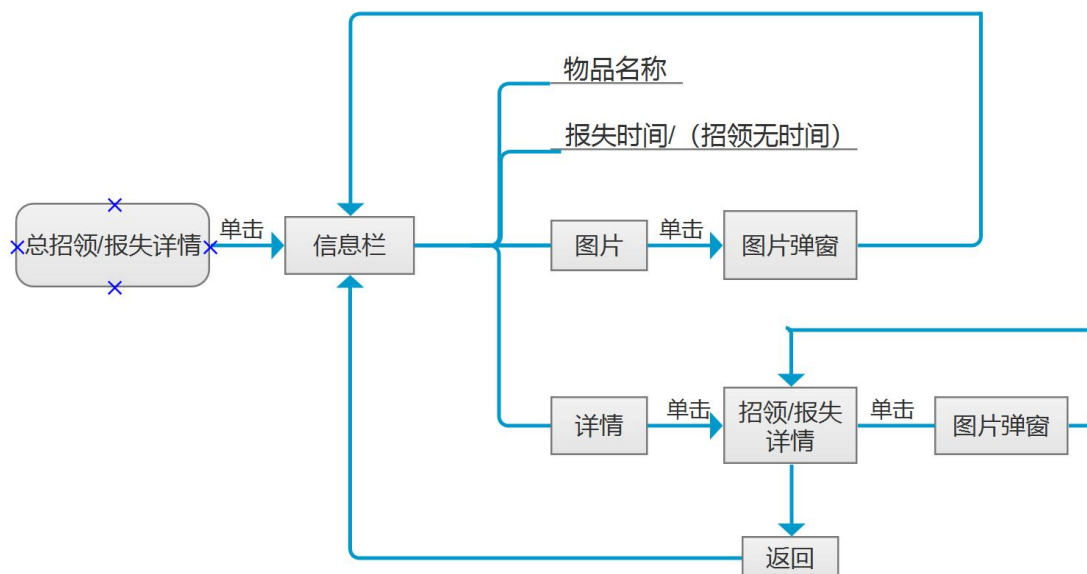 物品名称
报失时间/（招领无时间）
总招领/报失详情
单击
信息栏
图片
单击
图片弹窗
详情
单击
招领/报失
详情
单击
图片弹窗
返回